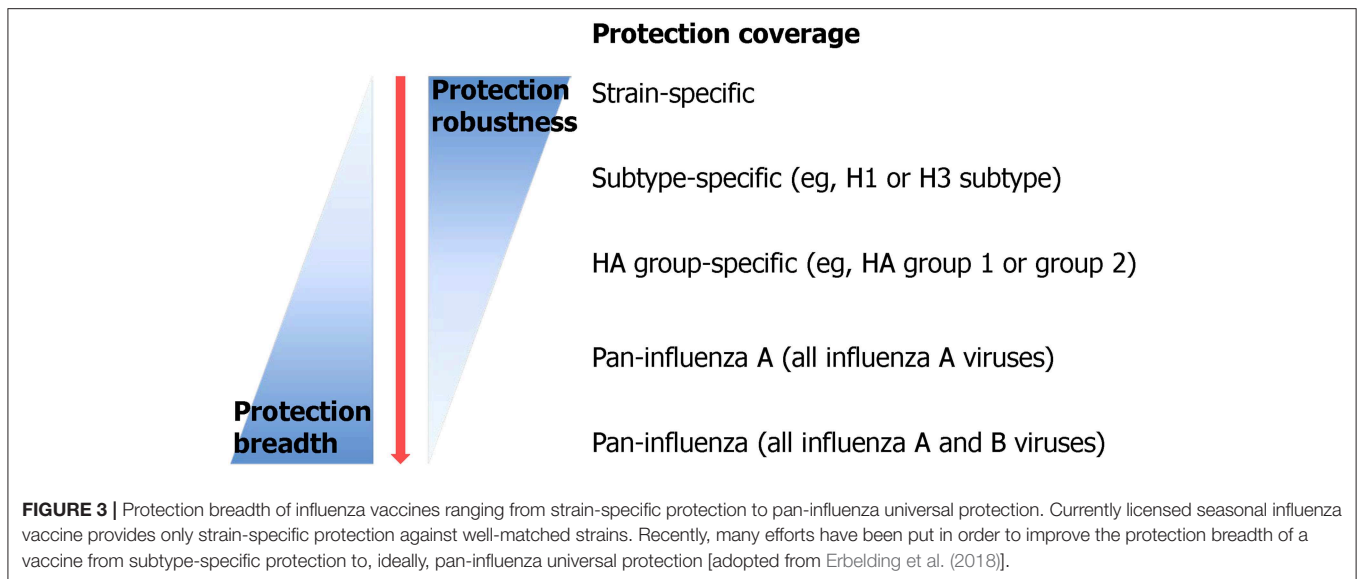 Protection coverage
Protection
robustness
Strain-specific
Subtype-specific (eg, H1 or H3 subtype)
HA group-specific (eg, HA group 1 or group 2)
Pan-influenza A (all influenza A viruses)
Protection
breadth
Pan-influenza (all influenza A and B viruses)
FIGURE 3 | Protection breadth of influenza vaccines ranging from strain-specific protection to pan-influenza universal protection. Currently licensed seasonal influenza
vaccine provides only strain-specific protection against well-matched strains. Recently, many efforts have been put in order to improve the protection breadth of a
vaccine from subtype-specific protection to, ideally, pan-influenza universal protection [adopted from Erbelding et al. (2018)].